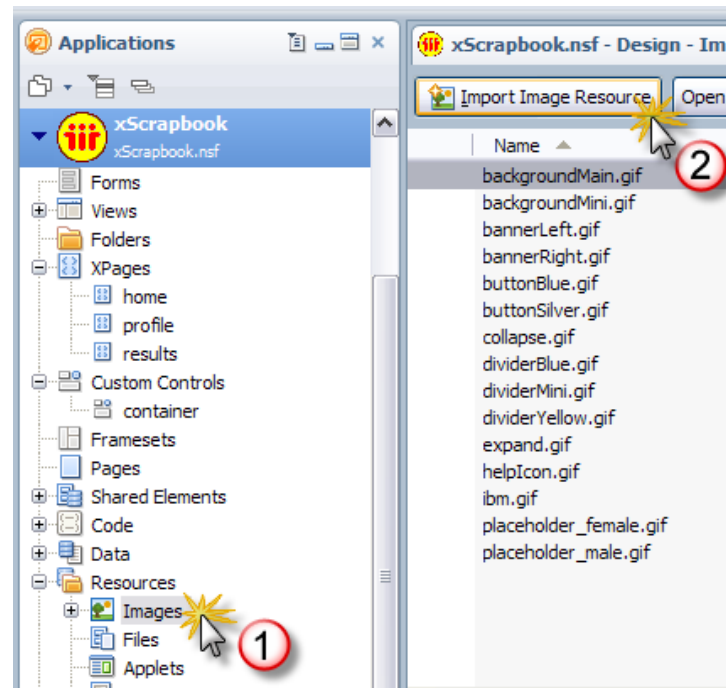 Applications
xScrapbook
xScrapbook.nsf
Forms
Views
Folders
XPages
home
profile
results
Custom Controls
container
Framesets
Pages
Shared Elements
Code
Data
Resources
Images
1
Files
Applets
xScrapbook.nsf - Design - Im
Import Image Resource
Open
2
Name
backgroundMain.gif
backgroundMini.gif
bannerLeft.gif
bannerRight.gif
buttonBlue.gif
buttonSilver.gif
collapse.gif
dividerBlue.gif
dividerMini.gif
dividerYellow.gif
expand.gif
helpIcon.gif
ibm.gif
placeholder_female.gif
placeholder_male.gif